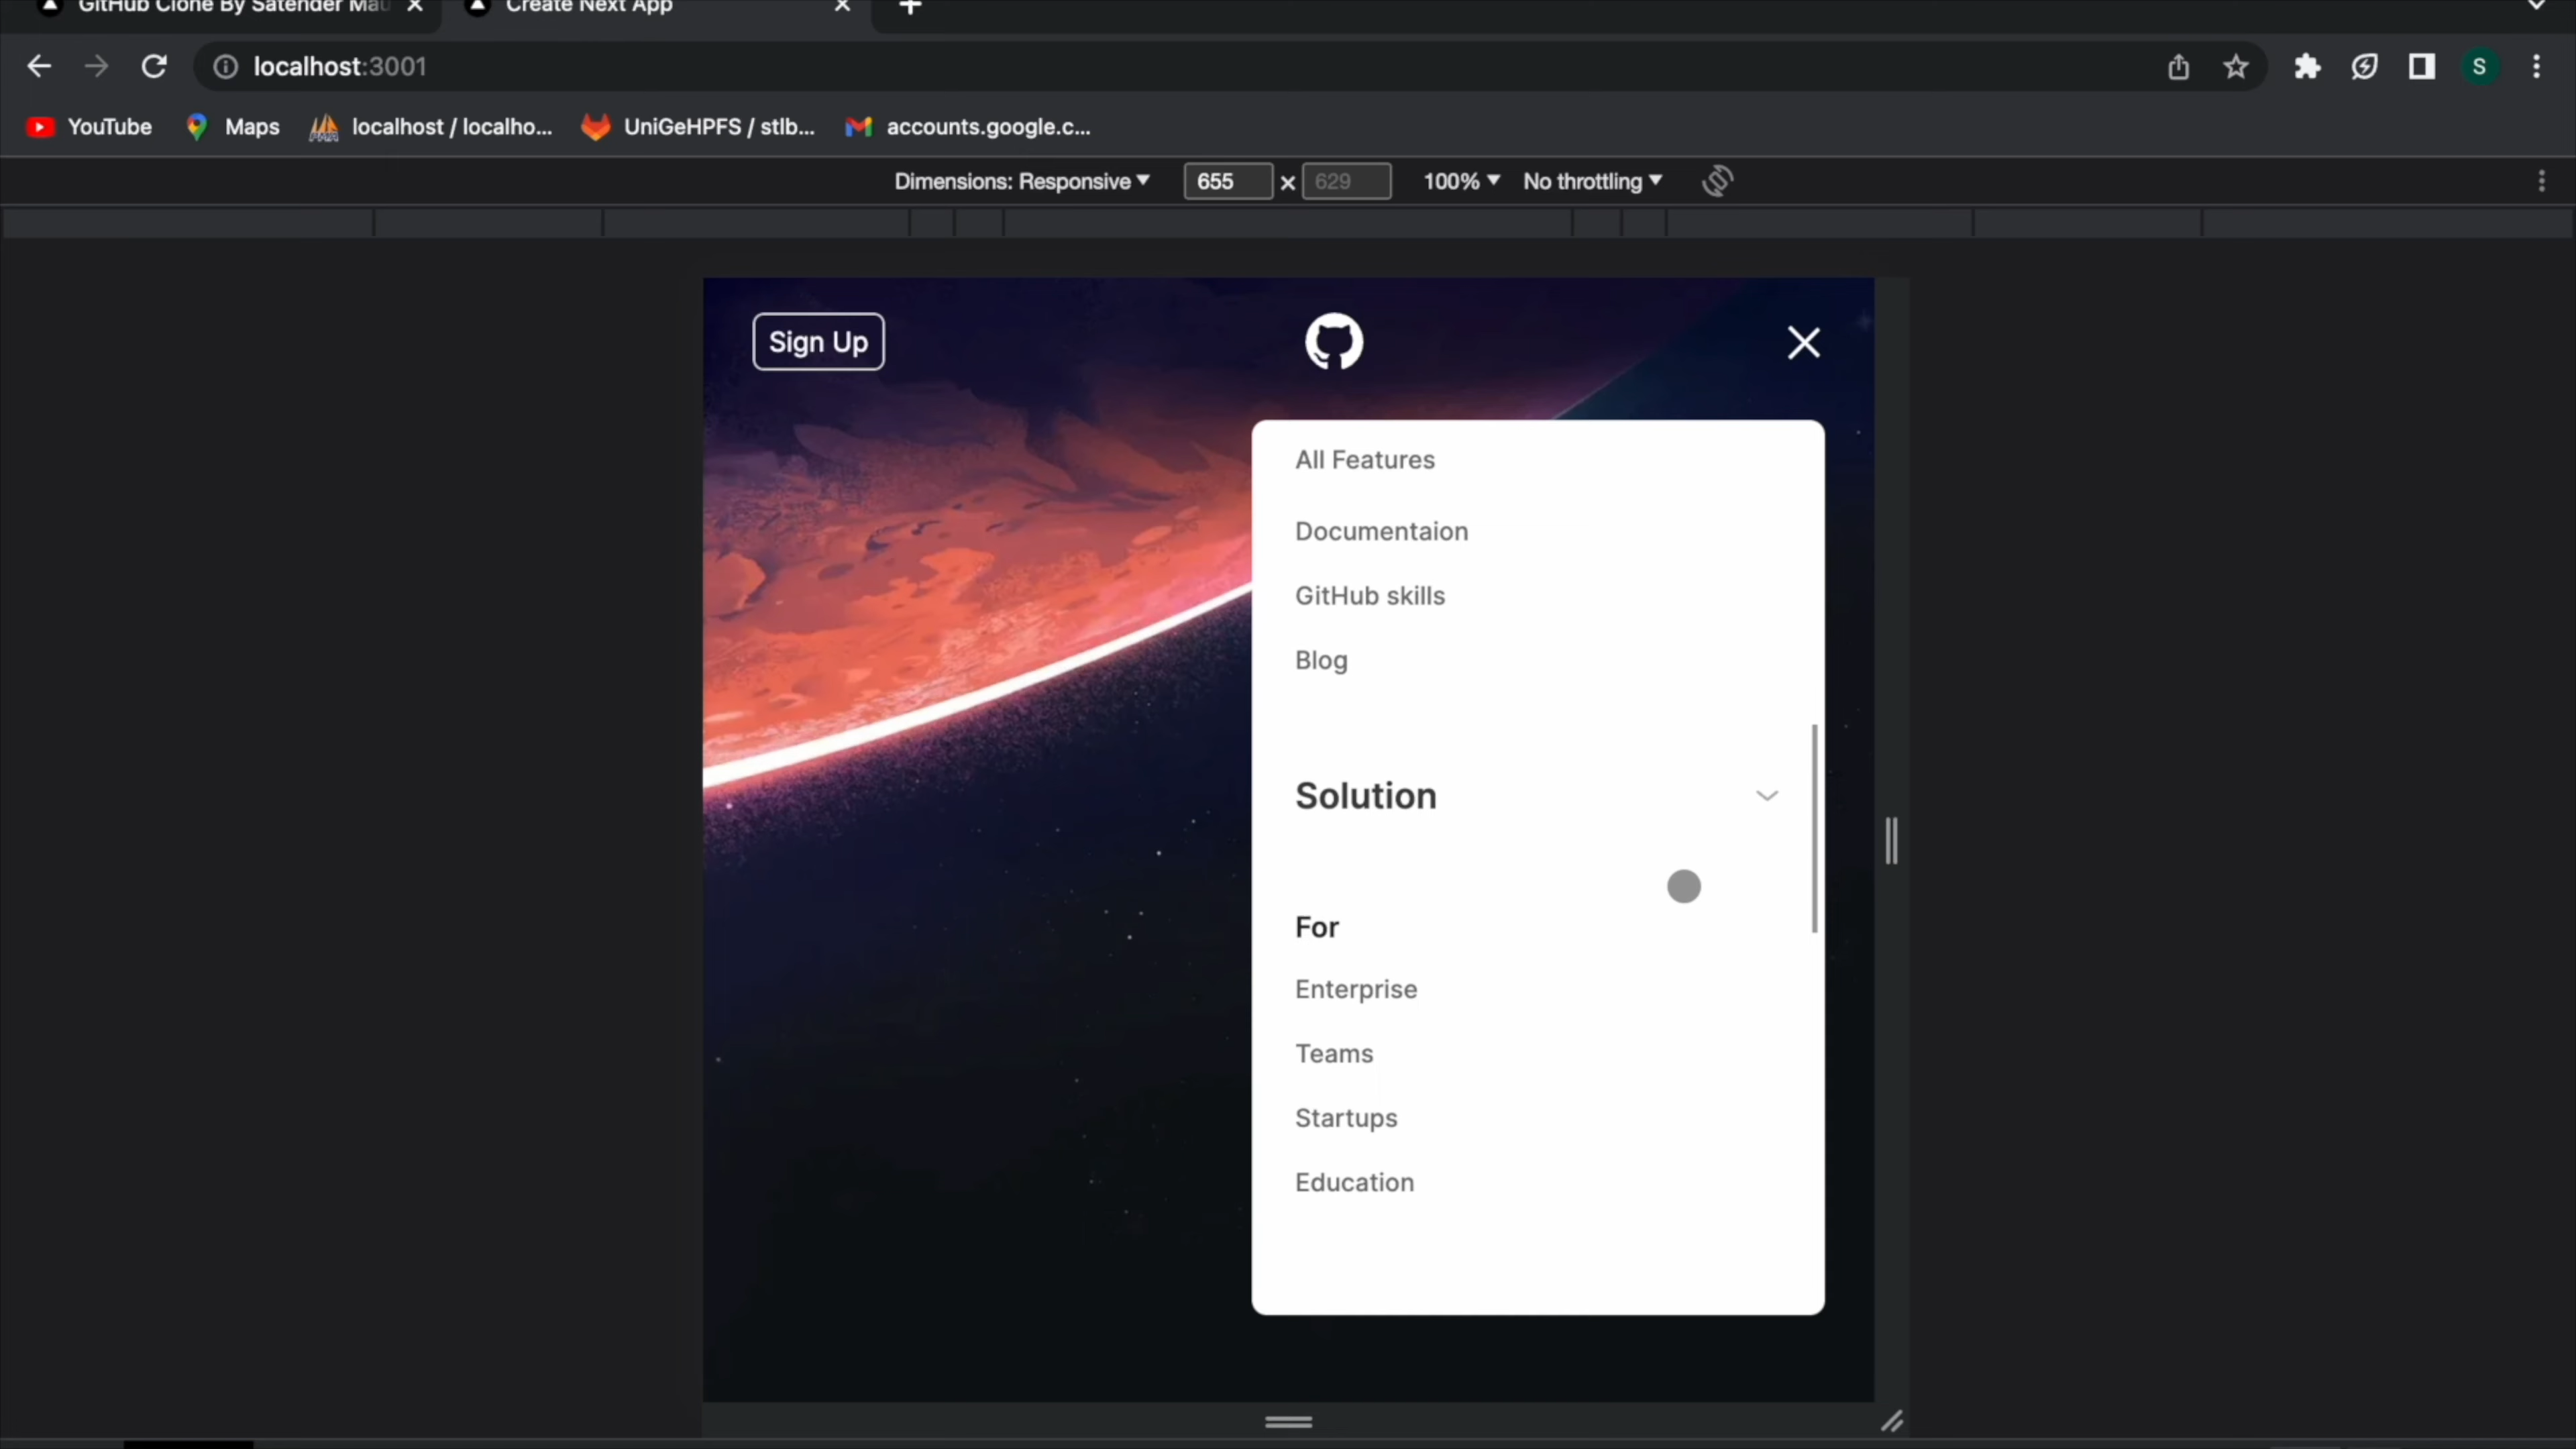 GitHub Clone By Satender Mau
Create Next App
localhost:3001
S
YouTube
Maps
localhost / localho...
UniGeHPFS / stlb...
accounts.google.c...
Dimensions: Responsive
655 × 629
100%
No throttling
Sign Up
All Features
Documentaion
GitHub skills
Blog
Solution
For
Enterprise
Teams
Startups
Education